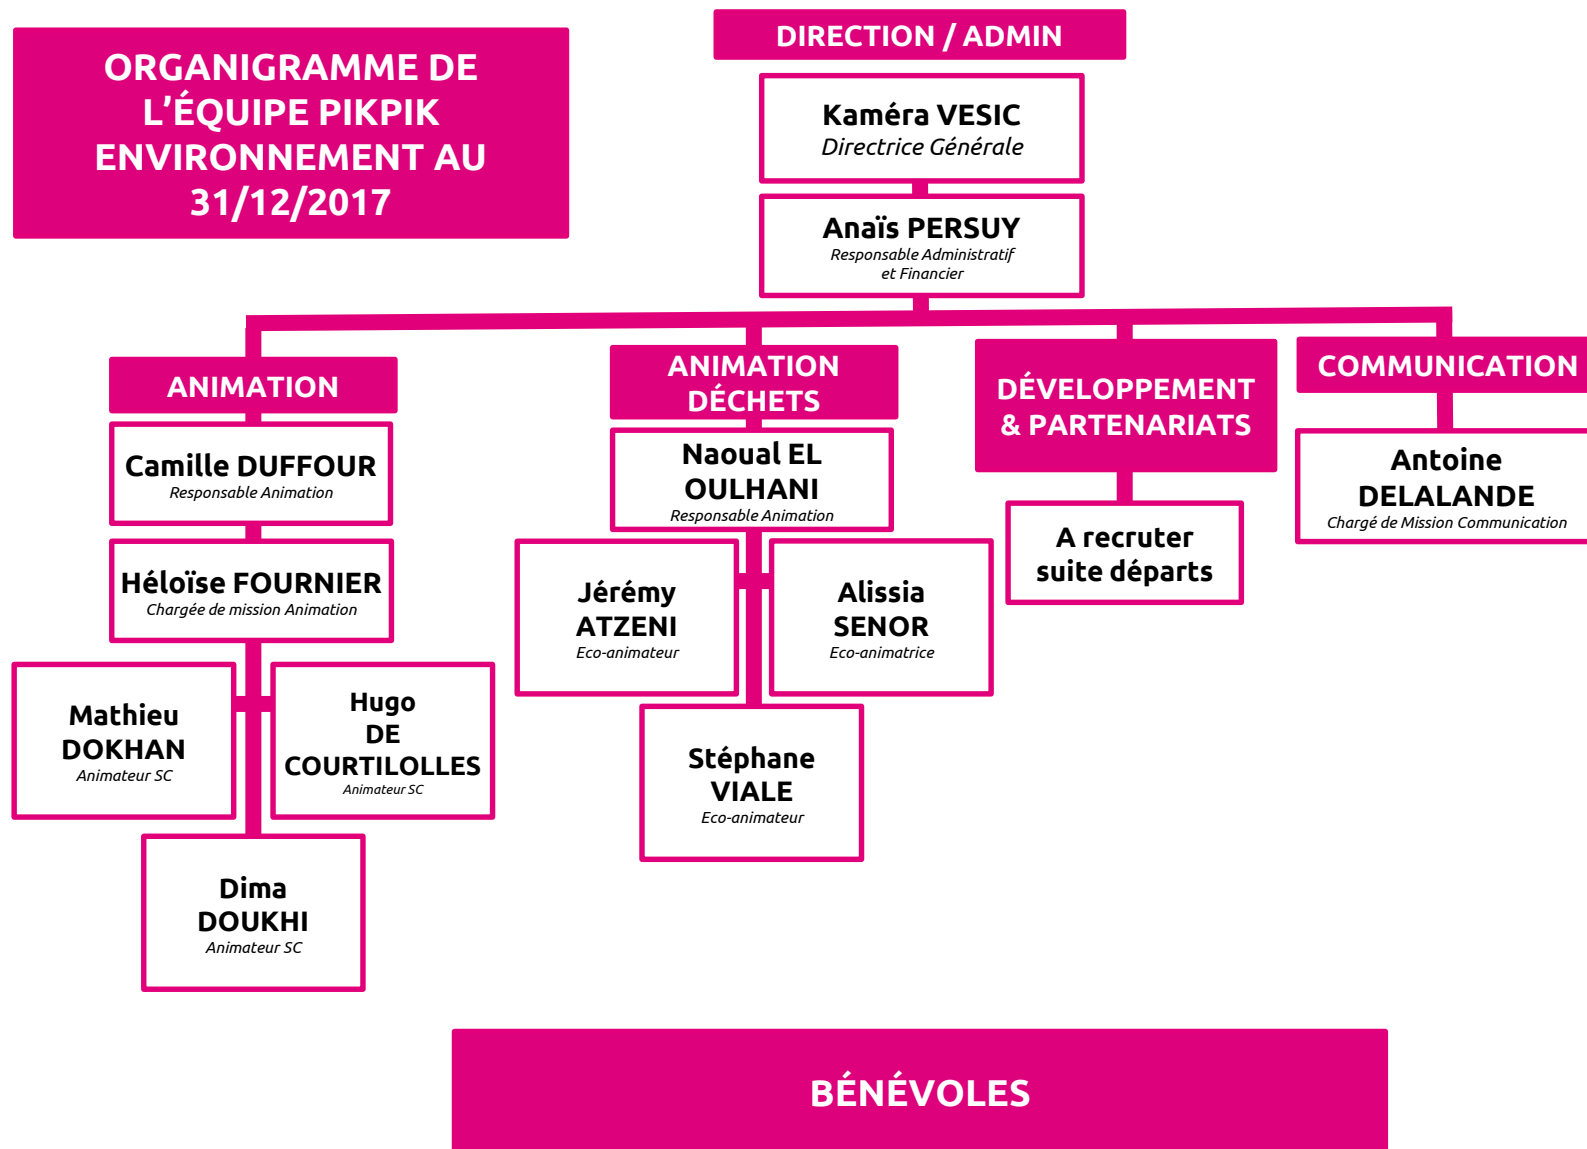 ORGANIGRAMME DE
L'ÉQUIPE PIKPIK
ENVIRONNEMENT AU
31/12/2017
DIRECTION / ADMIN
Kaméra VESIC
Directrice Générale
Anaïs PERSUY
Responsable Administratif
et Financier
ANIMATION
Camille DUFFOUR
Responsable Animation
Héloïse FOURNIER
Chargée de mission Animation
Mathieu
DOKHAN
Animateur SC
Hugo
DE
COURTILOLLES
Animateur SC
Dima
DOUKHI
Animateur SC
ANIMATION
DÉCHETS
Naoual EL
OULHANI
Responsable Animation
Jérémy
ATZENI
Eco-animateur
Alissia
SENOR
Eco-animatrice
Stéphane
VIALE
Eco-animateur
DÉVELOPPEMENT
& PARTENARIATS
A recruter
suite départs
COMMUNICATION
Antoine
DELALANDE
Chargé de Mission Communication
BÉNÉVOLES